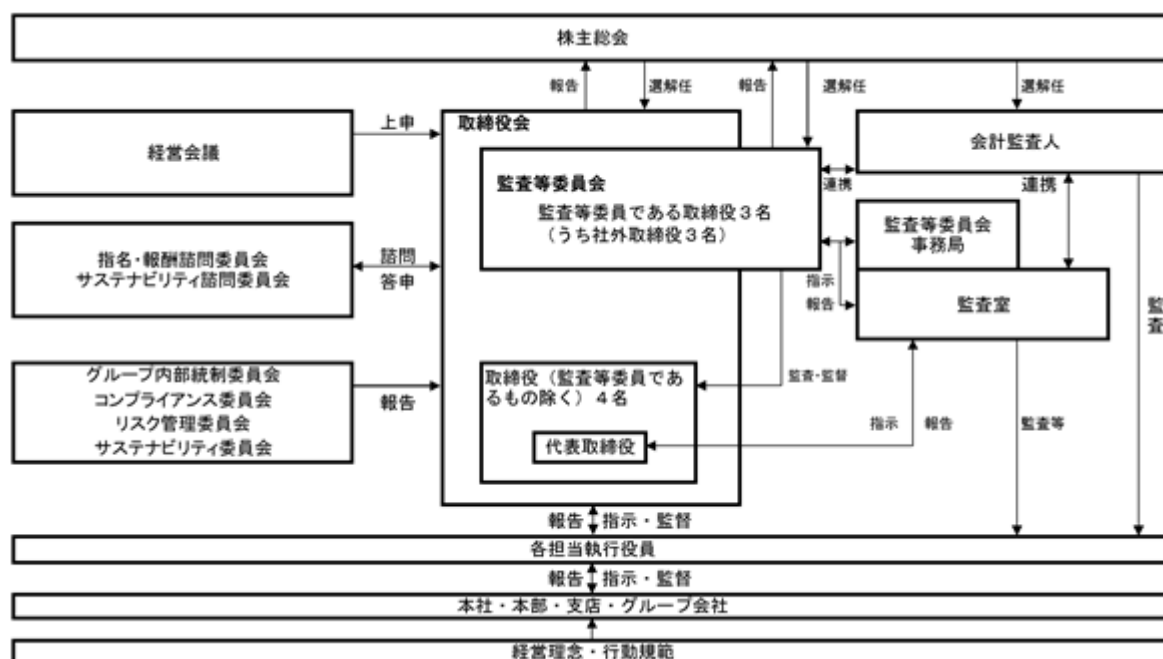 株主総会
報告
選解任
報告
選解任
選解任
経営会議
上申
取締役会
監査等委員会
監査等委員である取締役3名
（うち社外取締役3名）
会計監査人
連携
連携
監査等委員会
事務局
指名・報酬諮問委員会
サステナビリティ諮問委員会
諮問
答申
指示
報告
監査室
監査
グループ内部統制委員会
コンプライアンス委員会
リスク管理委員会
サステナビリティ委員会
報告
取締役（監査等委員であ
るもの除く）4名
代表取締役
監査・監督
指示
報告
監査等
報告
指示・監督
各担当執行役員
報告
指示・監督
本社・本部・支店・グループ会社
経営理念・行動規範